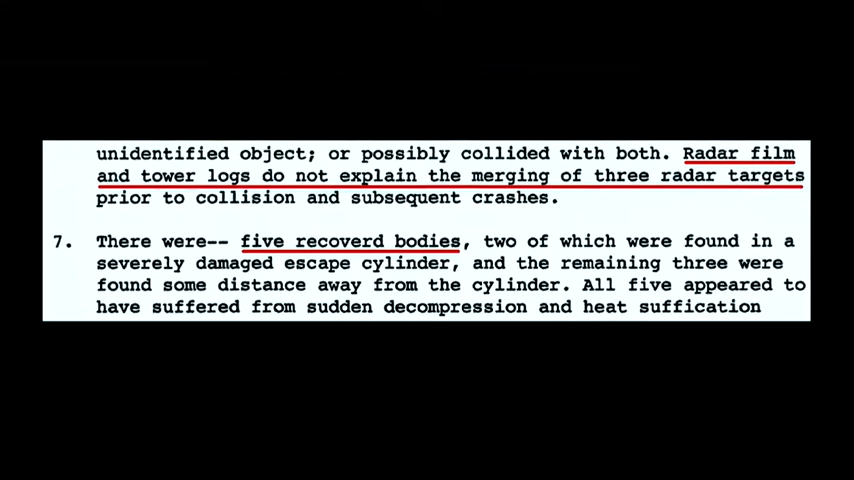 unidentified object; or possibly collided with both. Radar film
and tower logs do not explain the merging of three radar targets
prior to collision and subsequent crashes.
7. There were-- five recoverd bodies, two of which were found in a
severely damaged escape cylinder, and the remaining three were
found some distance away from the cylinder. All five appeared to
have suffered from sudden decompression and heat suffication